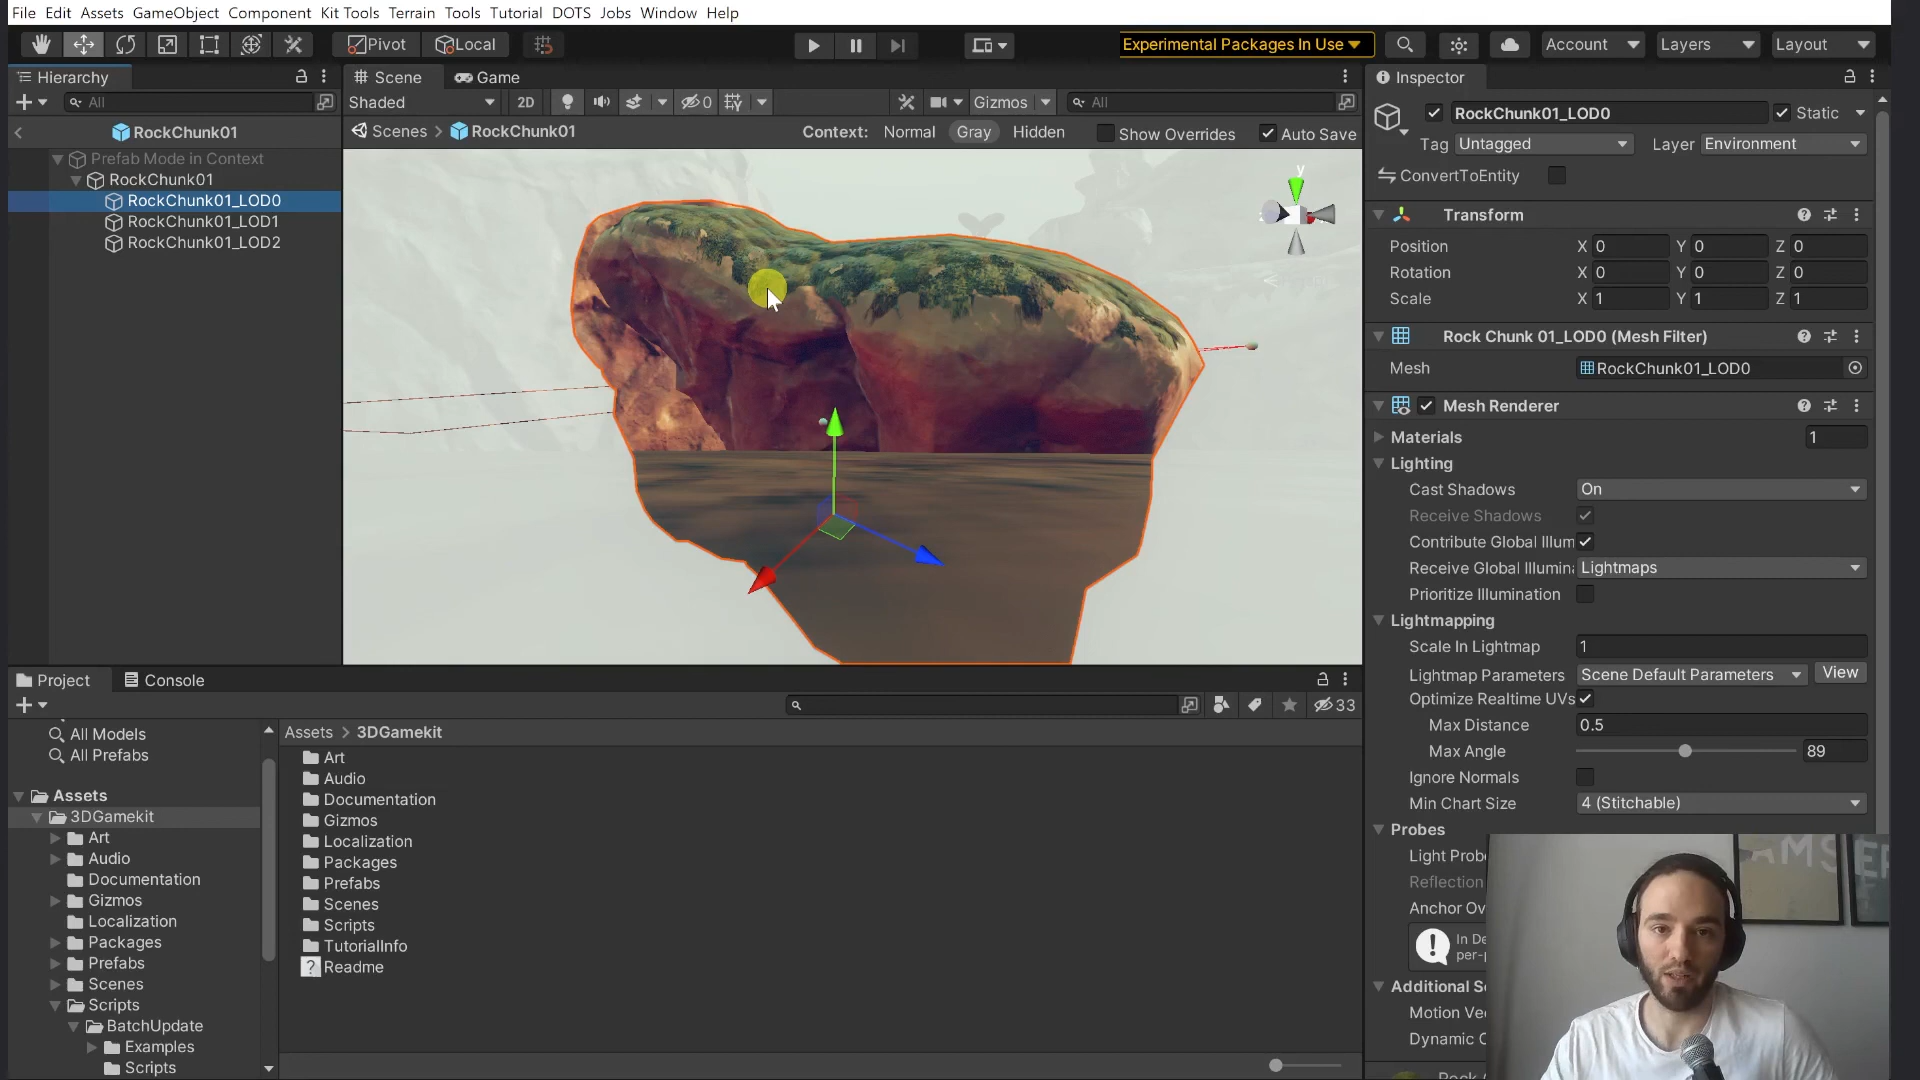 File Edit Assets GameObject Component Kit Tools Terrain Tools Tutorial DOTS Jobs Window Help
Pivot Local Experimental Packages In Use Account Layers Layout
Hierarchy
All
RockChunk01
Prefab Mode in Context
RockChunk01
RockChunk01_LOD0
RockChunk01_LOD1
RockChunk01_LOD2
Scene Game
Shaded 2D 0 Gizmos All
Scenes RockChunk01 Context: Normal Gray Hidden Show Overrides Auto Save
y
Inspector
RockChunk01_LOD0 Static
Tag Untagged Layer Environment
ConvertToEntity
Transform
Position X 0 Y 0 Z 0
Rotation X 0 Y 0 Z 0
Scale X 1 Y 1 Z 1
Rock Chunk 01_LOD0 (Mesh Filter)
Mesh RockChunk01_LOD0
Mesh Renderer
Materials 1
Lighting
Cast Shadows On
Receive Shadows
Contribute Global Illum
Receive Global Illumin Lightmaps
Prioritize Illumination
Lightmapping
Scale In Lightmap 1
Lightmap Parameters Scene Default Parameters View
Optimize Realtime UVs
Max Distance 0.5
Max Angle 89
Ignore Normals
Min Chart Size 4 (Stitchable)
Probes
Light Probe
Reflection
Anchor Ov
In De
per-p
Additional Se
Motion Vec
Dynamic O
Project Console
33
All Models
All Prefabs
Assets
3DGamekit
Art
Audio
Documentation
Gizmos
Localization
Packages
Prefabs
Scenes
Scripts
BatchUpdate
Examples
Scripts
Assets > 3DGamekit
Art
Audio
Documentation
Gizmos
Localization
Packages
Prefabs
Scenes
Scripts
TutorialInfo
Readme